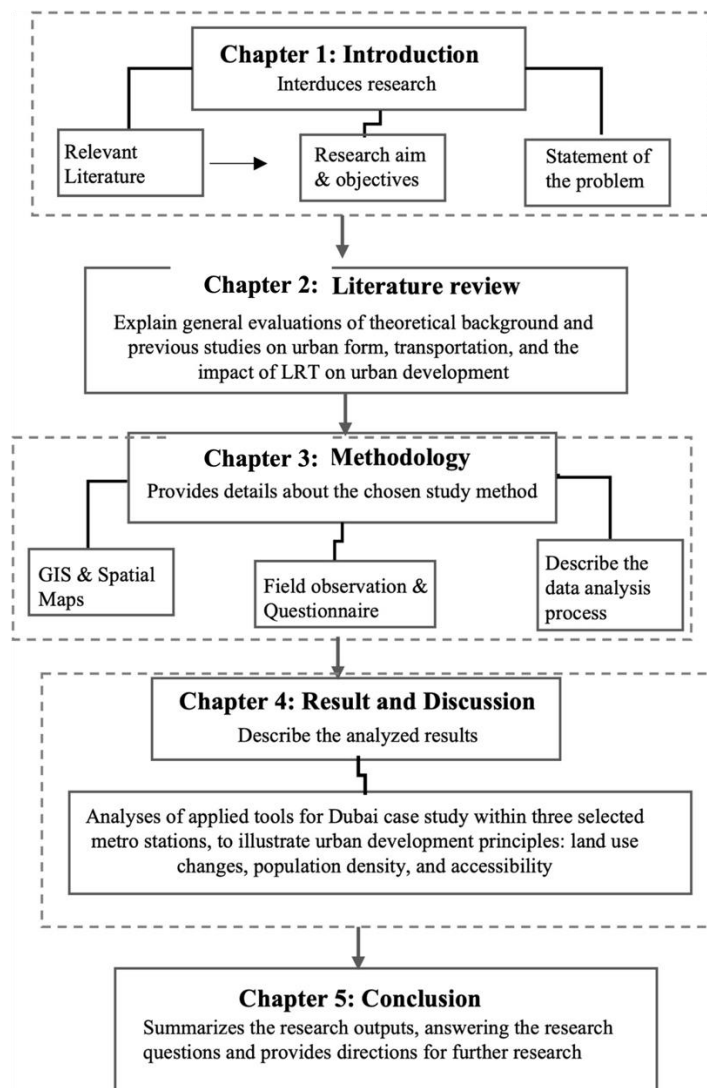 Chapter 1: Introduction
Interduces research
Relevant
Literature
Research aim
& objectives
Statement of
the problem
Chapter 2: Literature review
Explain general evaluations of theoretical background and
previous studies on urban form, transportation, and the
impact of LRT on urban development
Chapter 3: Methodology
Provides details about the chosen study method
GIS & Spatial
Maps
Field observation &
Questionnaire
Describe the
data analysis
process
Chapter 4: Result and Discussion
Describe the analyzed results
Analyses of applied tools for Dubai case study within three selected
metro stations, to illustrate urban development principles: land use
changes, population density, and accessibility
Chapter 5: Conclusion
Summarizes the research outputs, answering the research
questions and provides directions for further research